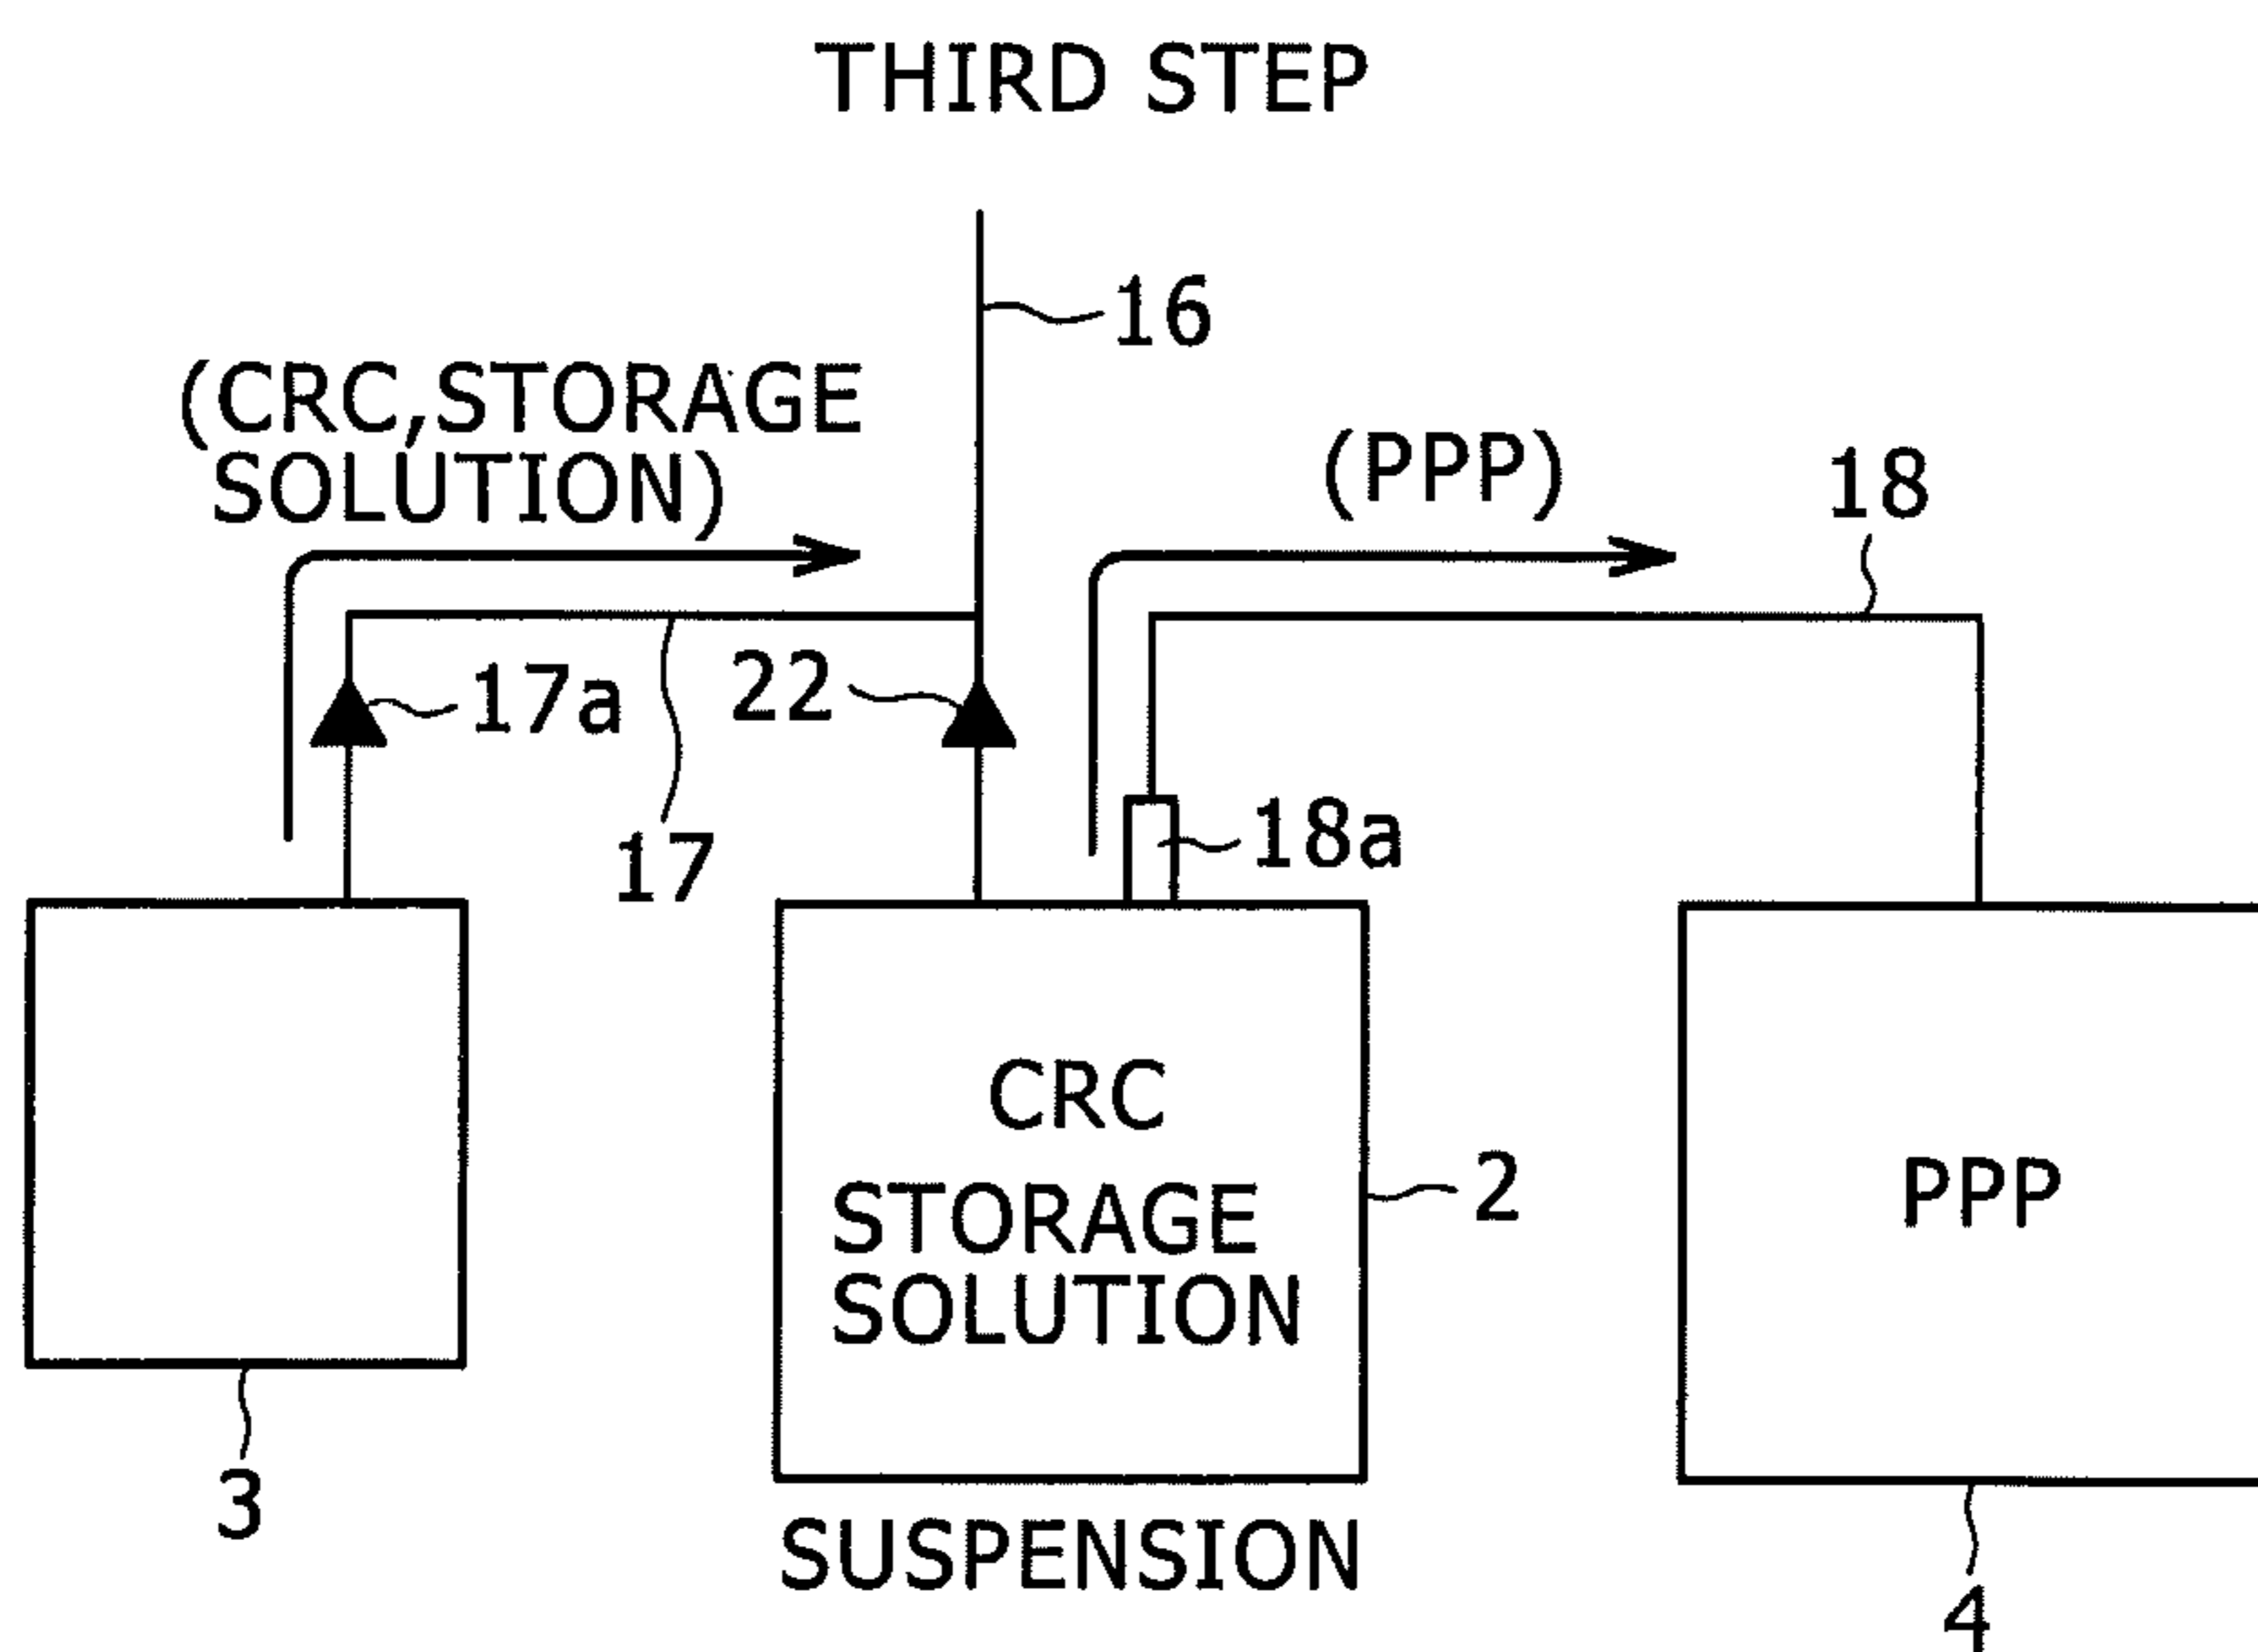 THIRD STEP
16
(CRC,STORAGE
SOLUTION)
(PPP)
18
17a
22
17
18a
CRC
STORAGE
SOLUTION
2
PPP
3
SUSPENSION
4